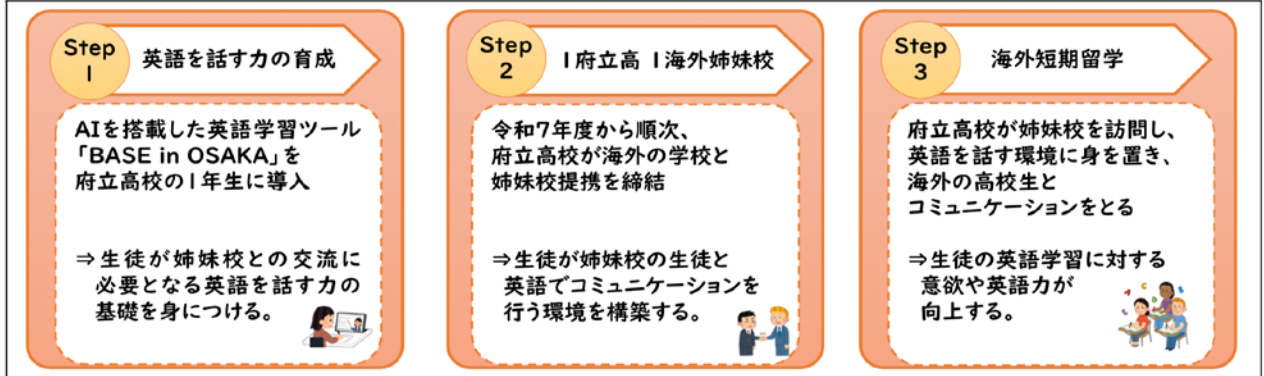 Step
1
英語を話す力の育成
AIを搭載した英語学習ツール
「BASE in OSAKA」を
府立高校の1年生に導入
⇒生徒が姉妹校との交流に
必要となる英語を話す力の
基礎を身につける。
Step
2
1府立高 1海外姉妹校
令和7年度から順次、
府立高校が海外の学校と
姉妹校提携を締結
⇒生徒が姉妹校の生徒と
英語でコミュニケーションを
行う環境を構築する。
Step
3
海外短期留学
府立高校が姉妹校を訪問し、
英語を話す環境に身を置き、
海外の高校生と
コミュニケーションをとる
⇒生徒の英語学習に対する
意欲や英語力が
向上する。